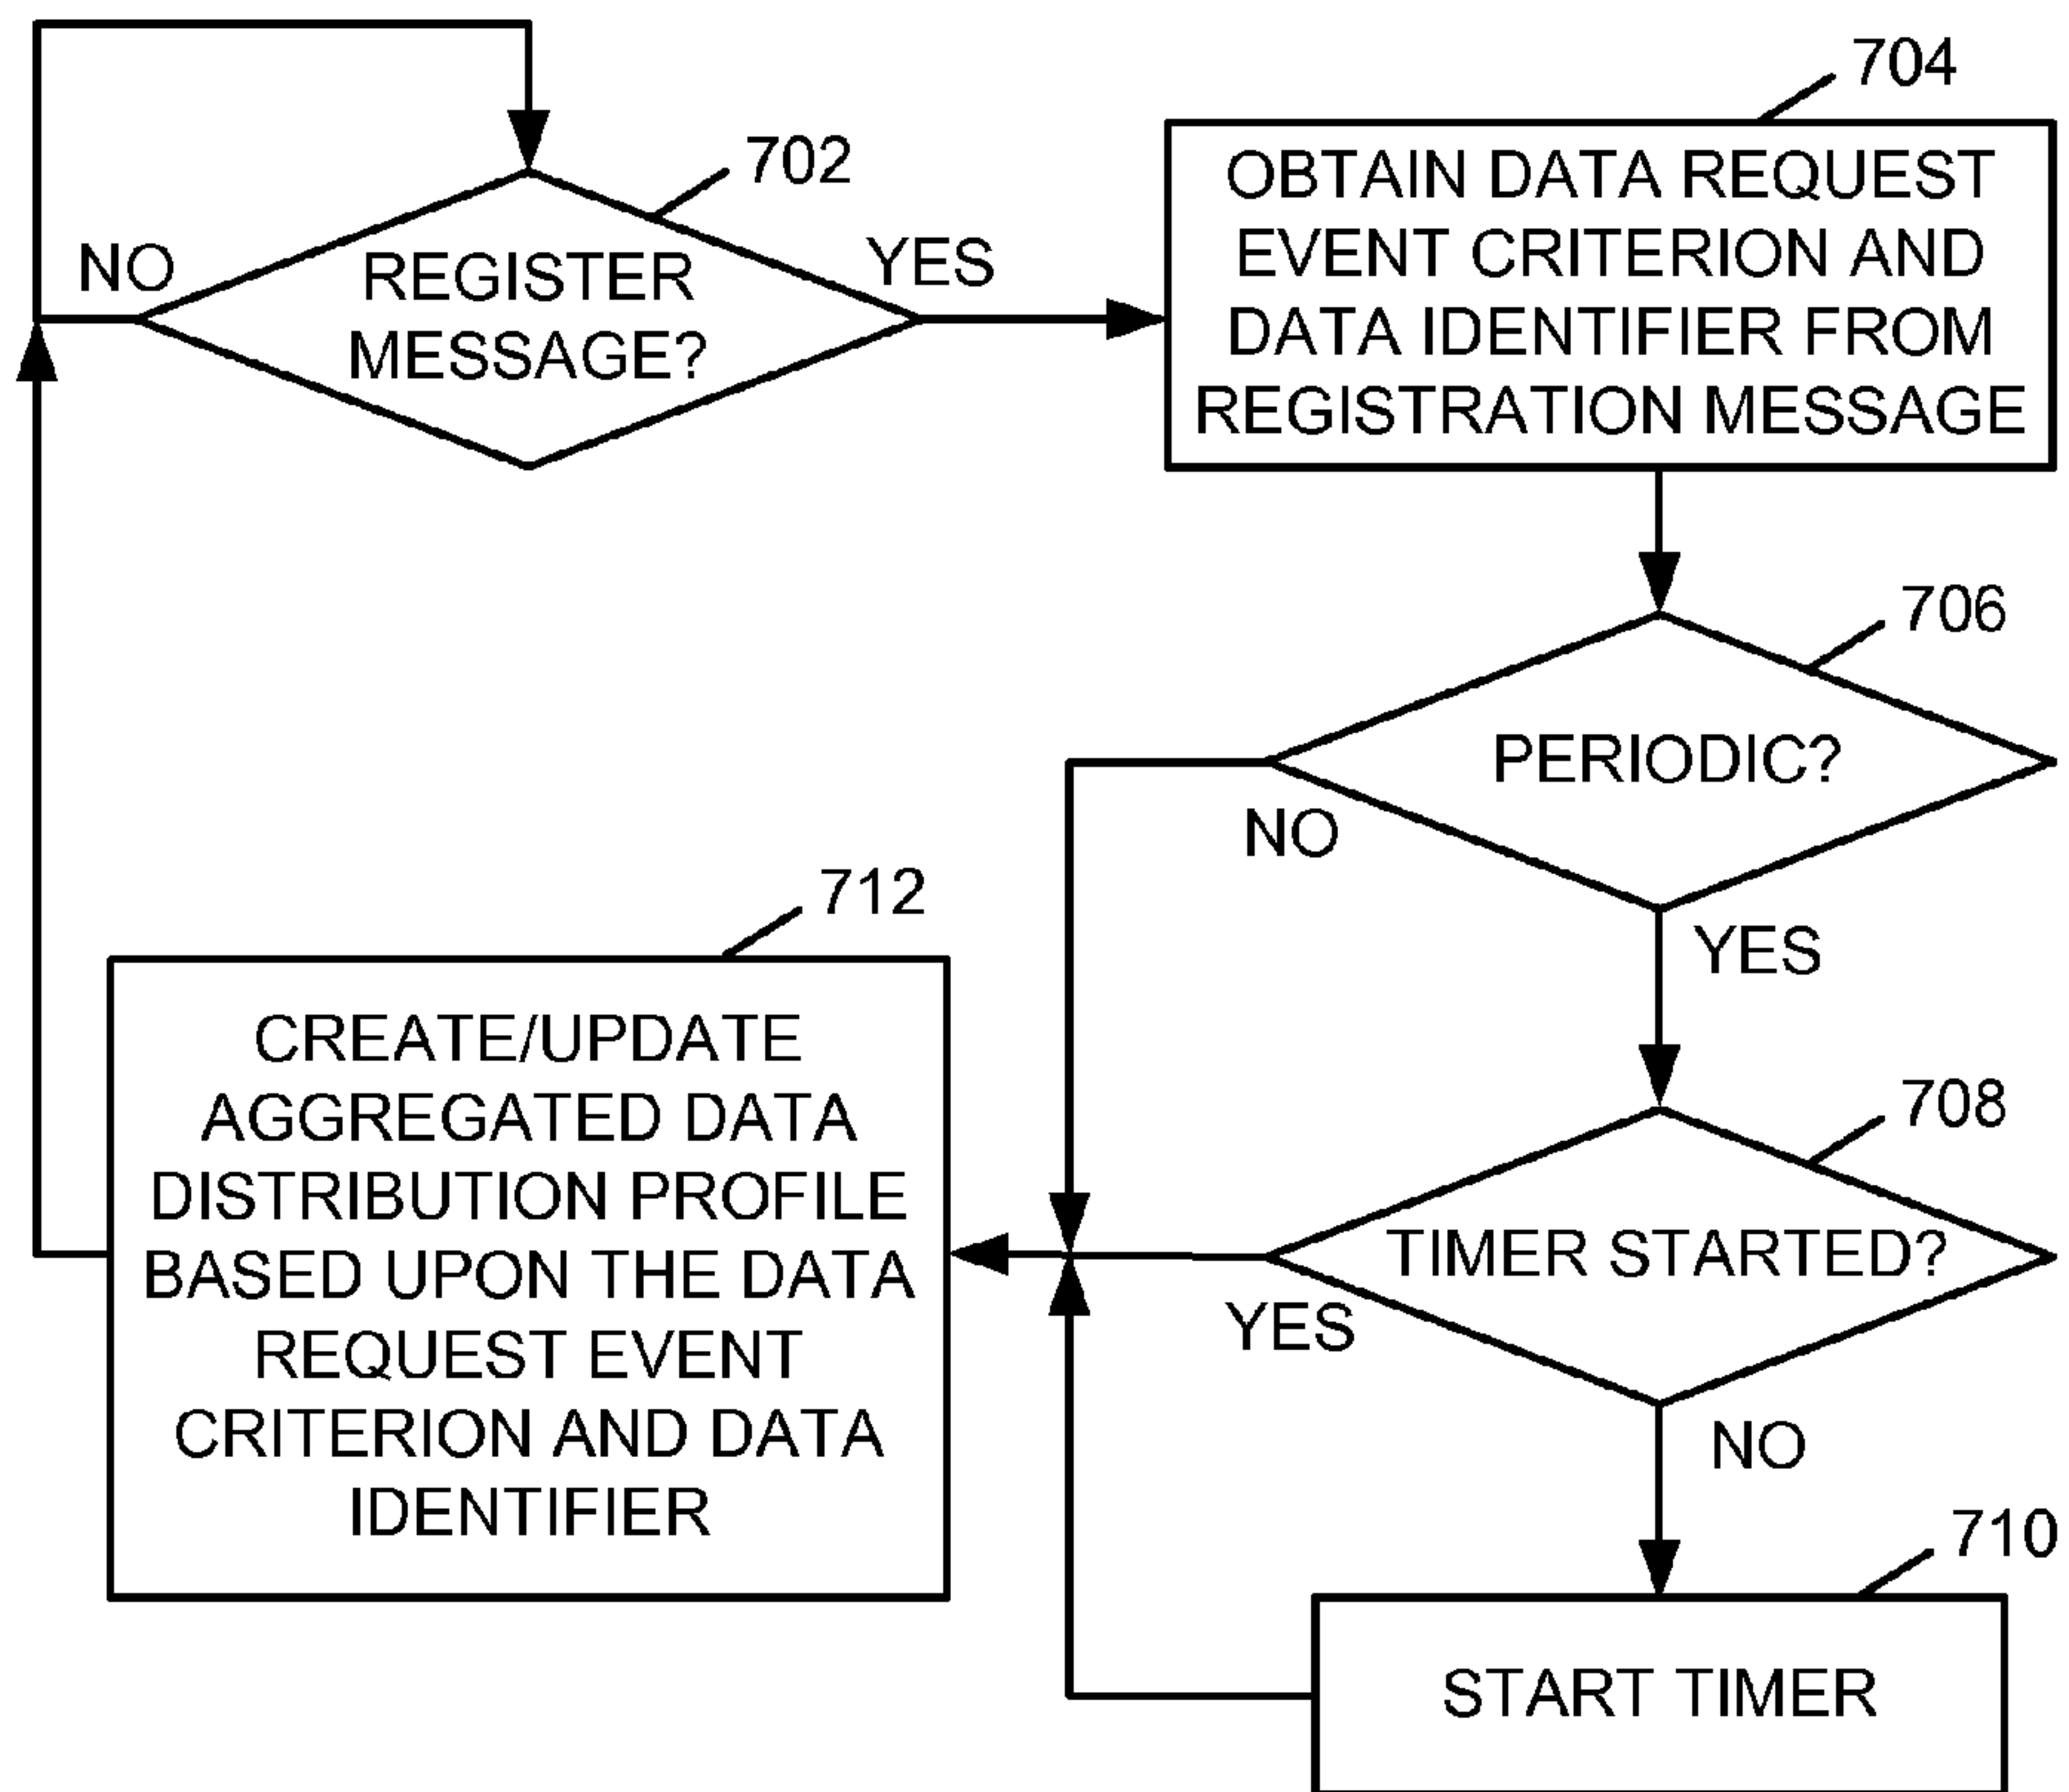 704
702
NO
REGISTER
MESSAGE?
YES
OBTAIN DATA REQUEST
EVENT CRITERION AND
DATA IDENTIFIER FROM
REGISTRATION MESSAGE
706
PERIODIC?
NO
YES
712
CREATE/UPDATE
AGGREGATED DATA
DISTRIBUTION PROFILE
BASED UPON THE DATA
REQUEST EVENT
CRITERION AND DATA
IDENTIFIER
708
TIMER STARTED?
YES
NO
710
START TIMER